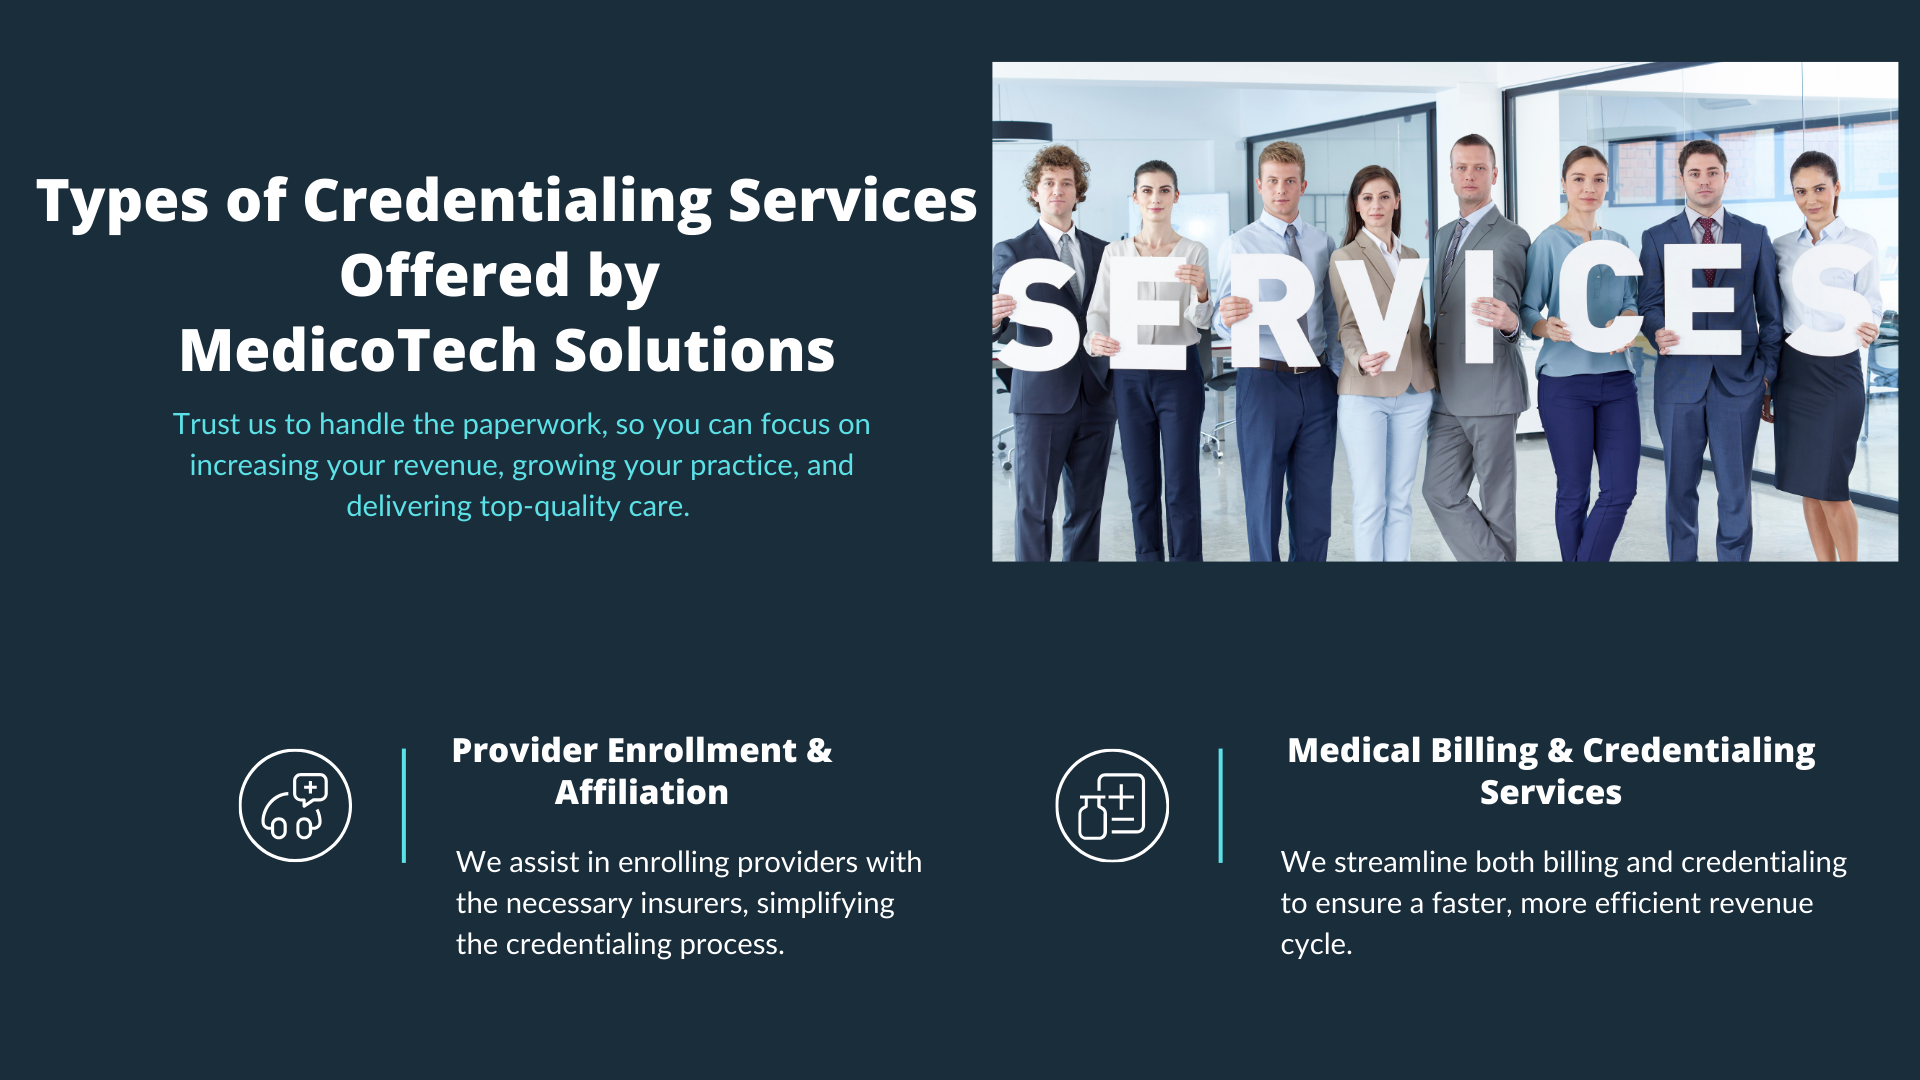 Types of Credentialing Services
Offered by
MedicoTech Solutions
Trust us to handle the paperwork, so you can focus on
increasing your revenue, growing your practice, and
delivering top-quality care.
SERVICES
Provider Enrollment &
Affiliation
We assist in enrolling providers with
the necessary insurers, simplifying
the credentialing process.
Medical Billing & Credentialing
Services
We streamline both billing and credentialing
to ensure a faster, more efficient revenue
cycle.